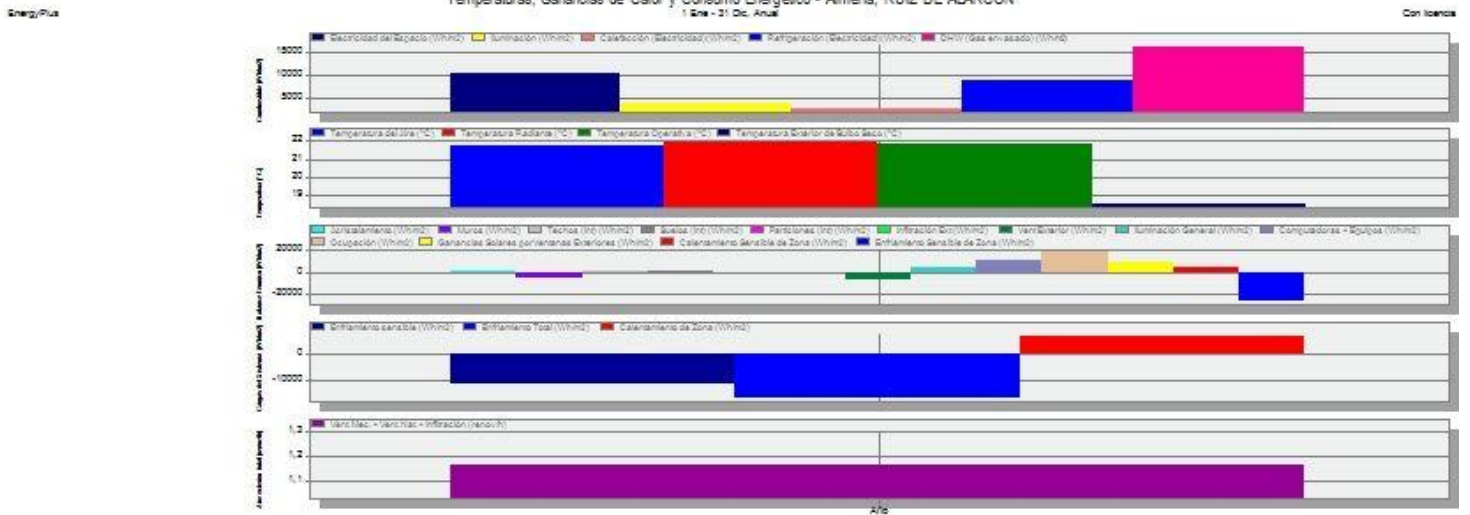 Temperaturas, Ganancias de Calor y Consumo Energético - Almería, RUIZ DE ALARCON
EnergyPlus
1 Ene - 31 Dic, Anual
Con licencia
Electricidad del Espacio (Wh/m2) Iluminación (Wh/m2) Calefacción (Electricidad) (Wh/m2) Refrigeración (Electricidad) (Wh/m2) DHW (Gas envasado) (Wh/m2)
15000
10000
5000
Temperatura del Aire (°C) Temperatura Radiante (°C) Temperatura Operativa (°C) Temperatura Exterior de Bulbo Seco (°C)
22
21
20
19
Temperatura (°C)
Acristalamiento (Wh/m2) Muros (Wh/m2) Techos (Int) (Wh/m2) Suelos (Int) (Wh/m2) Particiones (Int) (Wh/m2) Infiltración Ext (Wh/m2) Vent Exterior (Wh/m2) Iluminación General (Wh/m2) Computadoras + Equipos (Wh/m2)
Ocupación (Wh/m2) Ganancias Solares por Ventanas Exteriores (Wh/m2) Calentamiento Sensible de Zona (Wh/m2) Enfriamiento Sensible de Zona (Wh/m2)
20000
0
-20000
Enfriamiento sensible (Wh/m2) Enfriamiento Total (Wh/m2) Calentamiento de Zona (Wh/m2)
0
-10000
Vent Mec. + Vent Nat + Infiltración (renov/h)
1,3
1,2
1,1
Año